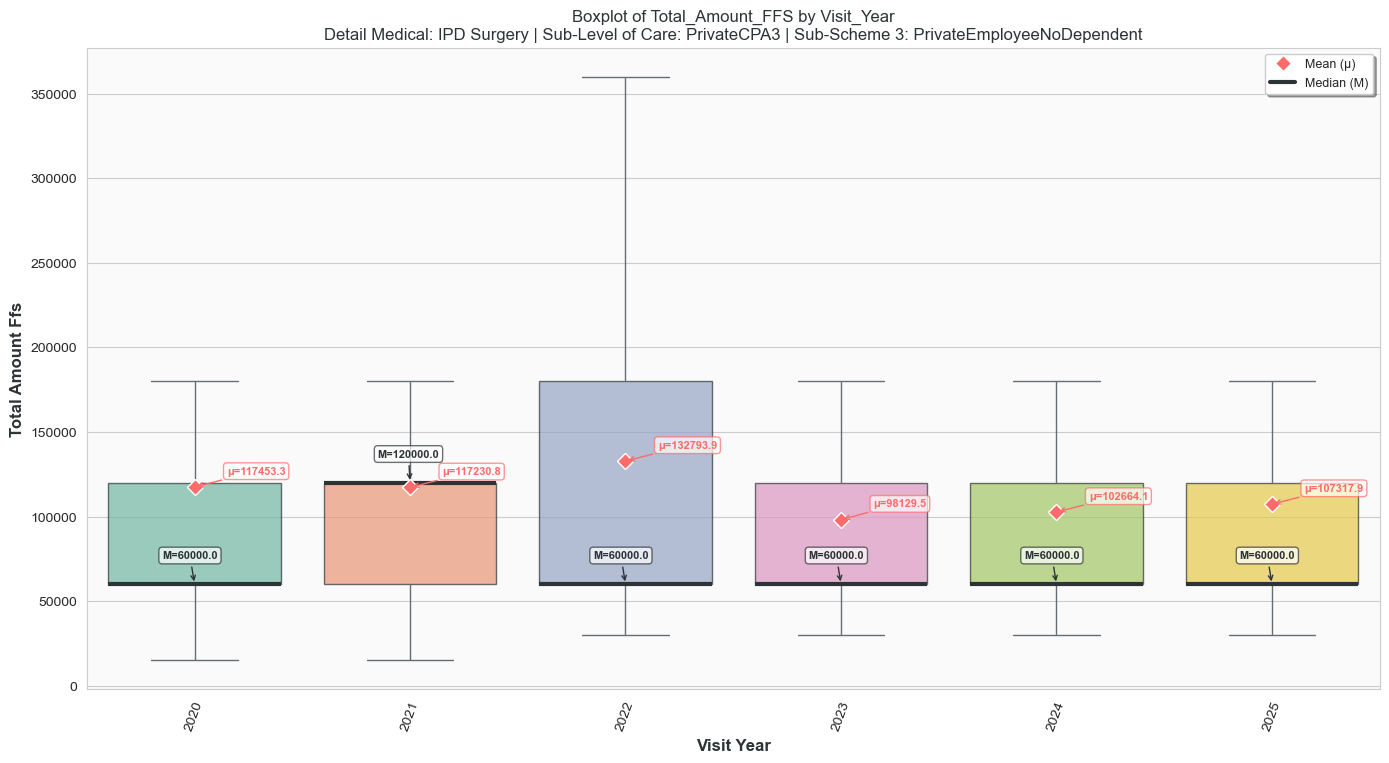 Boxplot of Total_Amount_FFS by Visit_Year
Detail Medical: IPD Surgery | Sub-Level of Care: PrivateCPA3 | Sub-Scheme 3: PrivateEmployeeNoDependent
Mean (μ)
Median (M)
Total Amount Ffs
350000
300000
250000
200000
150000
100000
50000
0
μ=117453.3
M=60000.0
M=120000.0
μ=117230.8
μ=132793.9
M=60000.0
μ=98129.5
M=60000.0
μ=102664.1
M=60000.0
μ=107317.9
M=60000.0
2020
2021
2022
2023
2024
2025
Visit Year